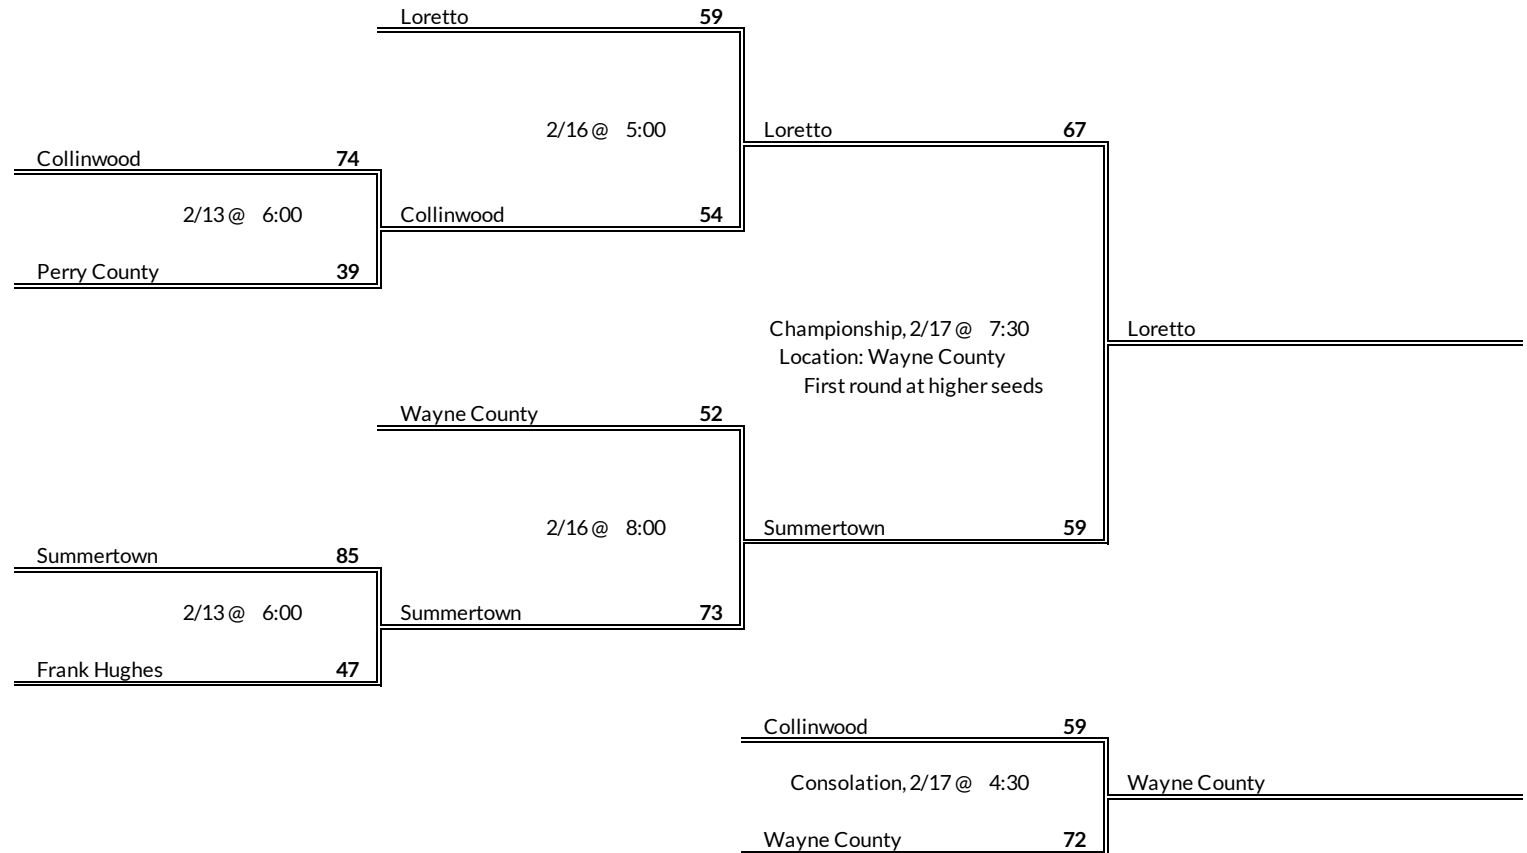 Loretto 59
2/16 @ 5:00
Loretto 67
Collinwood 74
2/13 @ 6:00
Collinwood 54
Perry County 39
Championship, 2/17 @ 7:30
Loretto
Location: Wayne County
First round at higher seeds
Wayne County 52
2/16 @ 8:00
Summertown 59
Summertown 85
2/13 @ 6:00
Summertown 73
Frank Hughes 47
Collinwood 59
Consolation, 2/17 @ 4:30
Wayne County
Wayne County 72